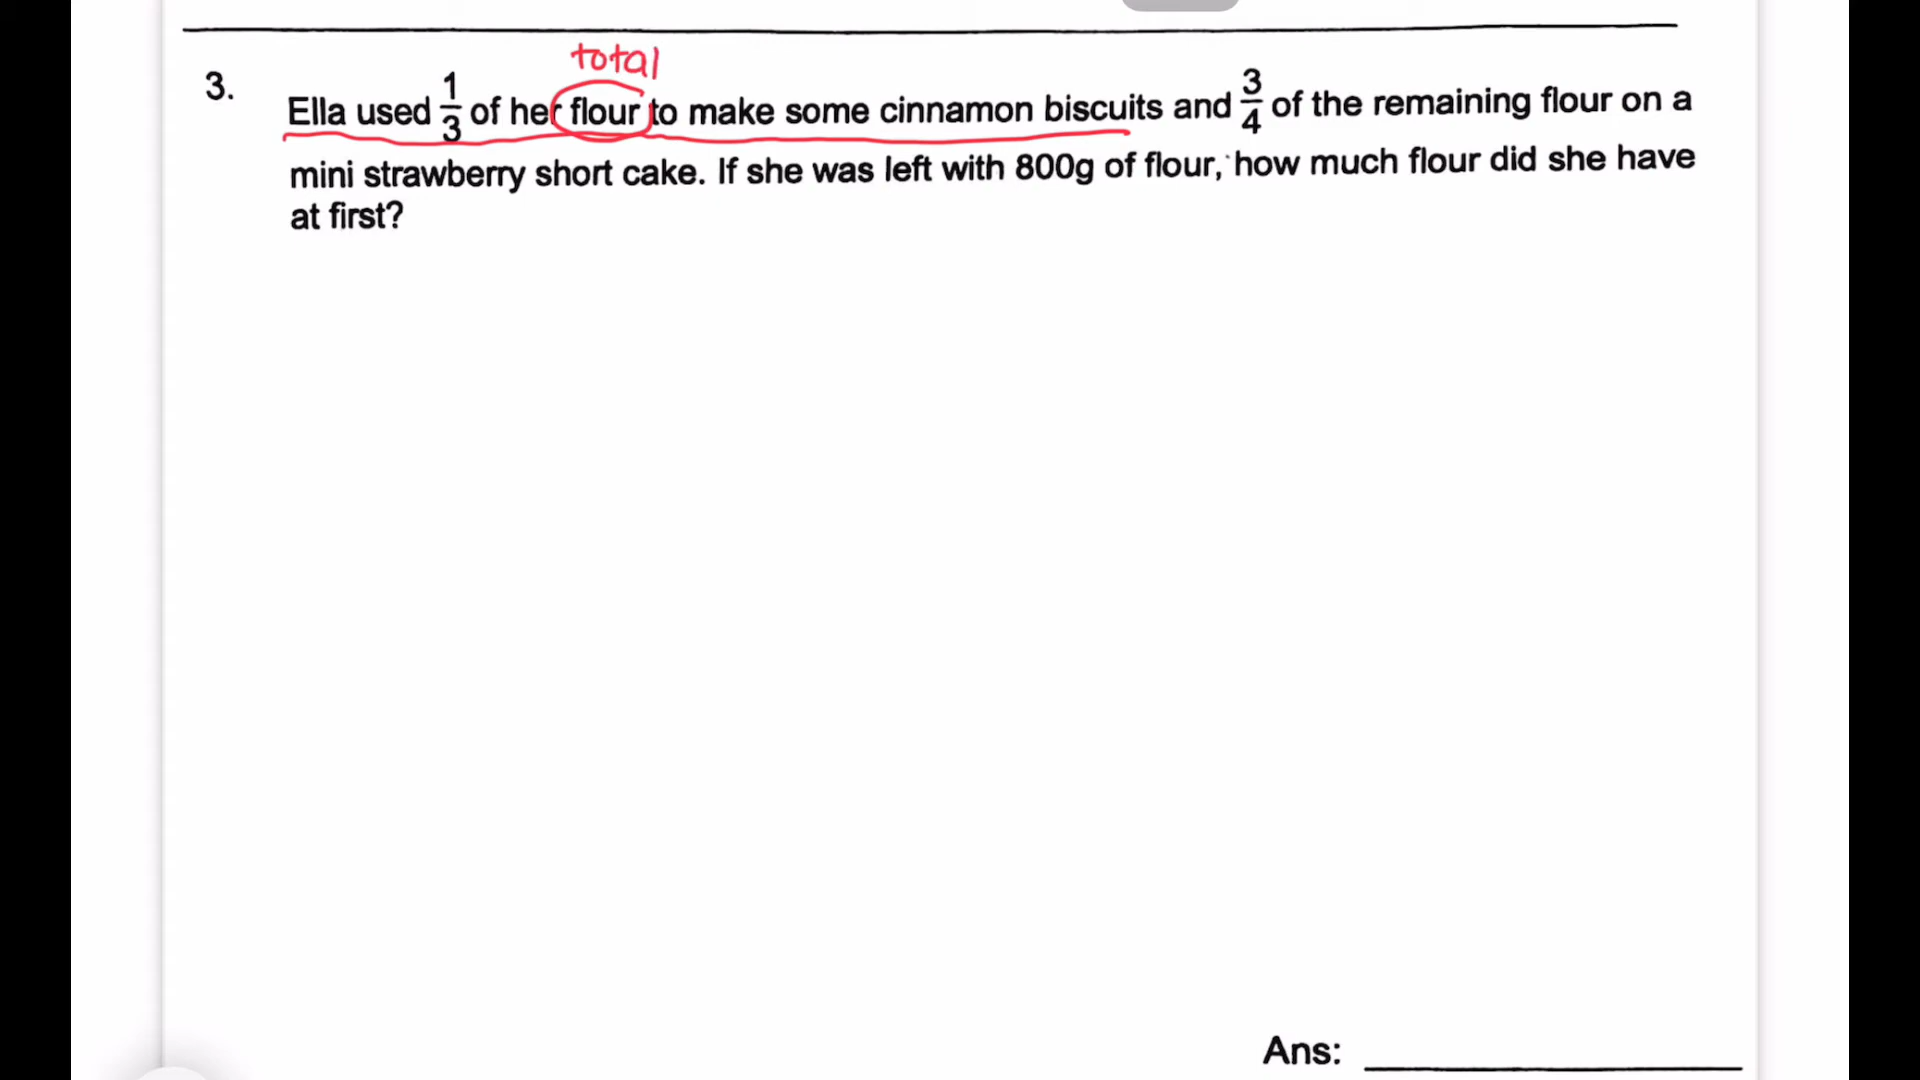 total
3. Ella used 1/3 of her flour to make some cinnamon biscuits and 3/4 of the remaining flour on a
mini strawberry short cake. If she was left with 800g of flour, how much flour did she have
at first?
Ans: